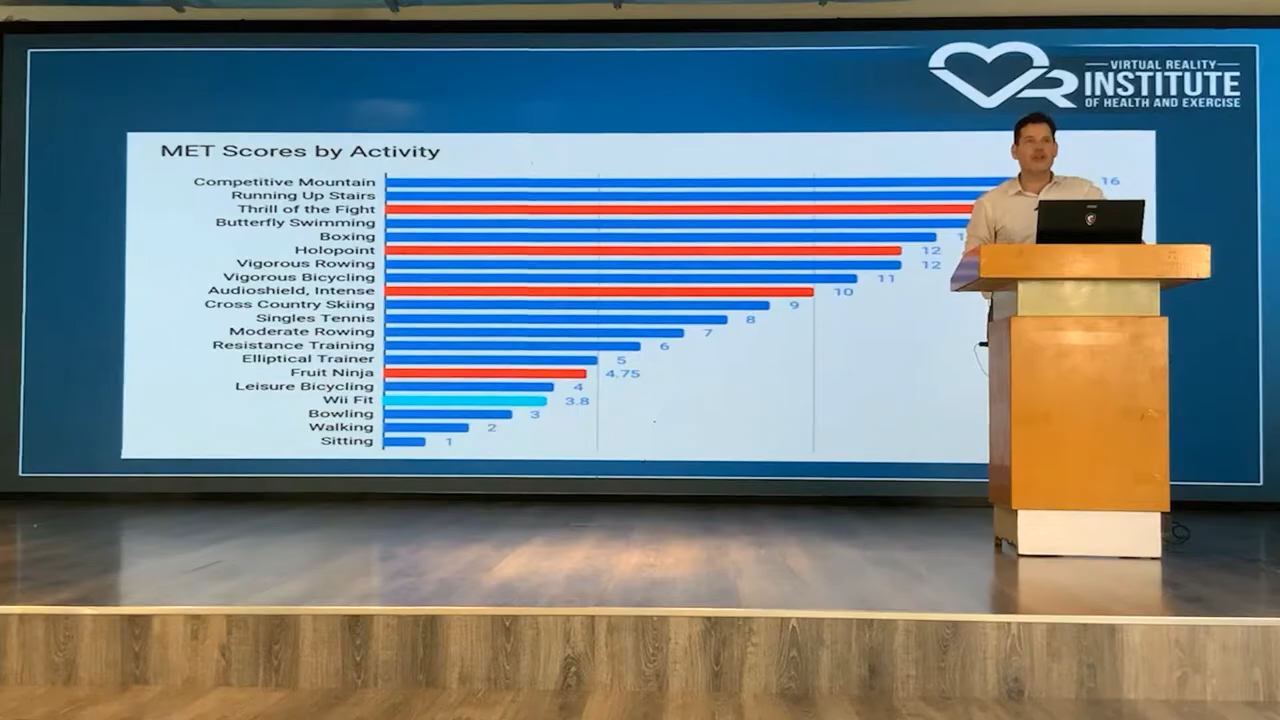 VIRTUAL REALITY
VR INSTITUTE
OF HEALTH AND EXERCISE
MET Scores by Activity
Competitive Mountain 16
Running Up Stairs
Thrill of the Fight
Butterfly Swimming
Boxing
Holopoint 12
Vigorous Rowing 12
Vigorous Bicycling 11
Audioshield, Intense 10
Cross Country Skiing 9
Singles Tennis 8
Moderate Rowing 7
Resistance Training 6
Elliptical Trainer 5
Fruit Ninja 4.75
Leisure Bicycling 4
Wii Fit 3.8
Bowling 3
Walking 2
Sitting 1